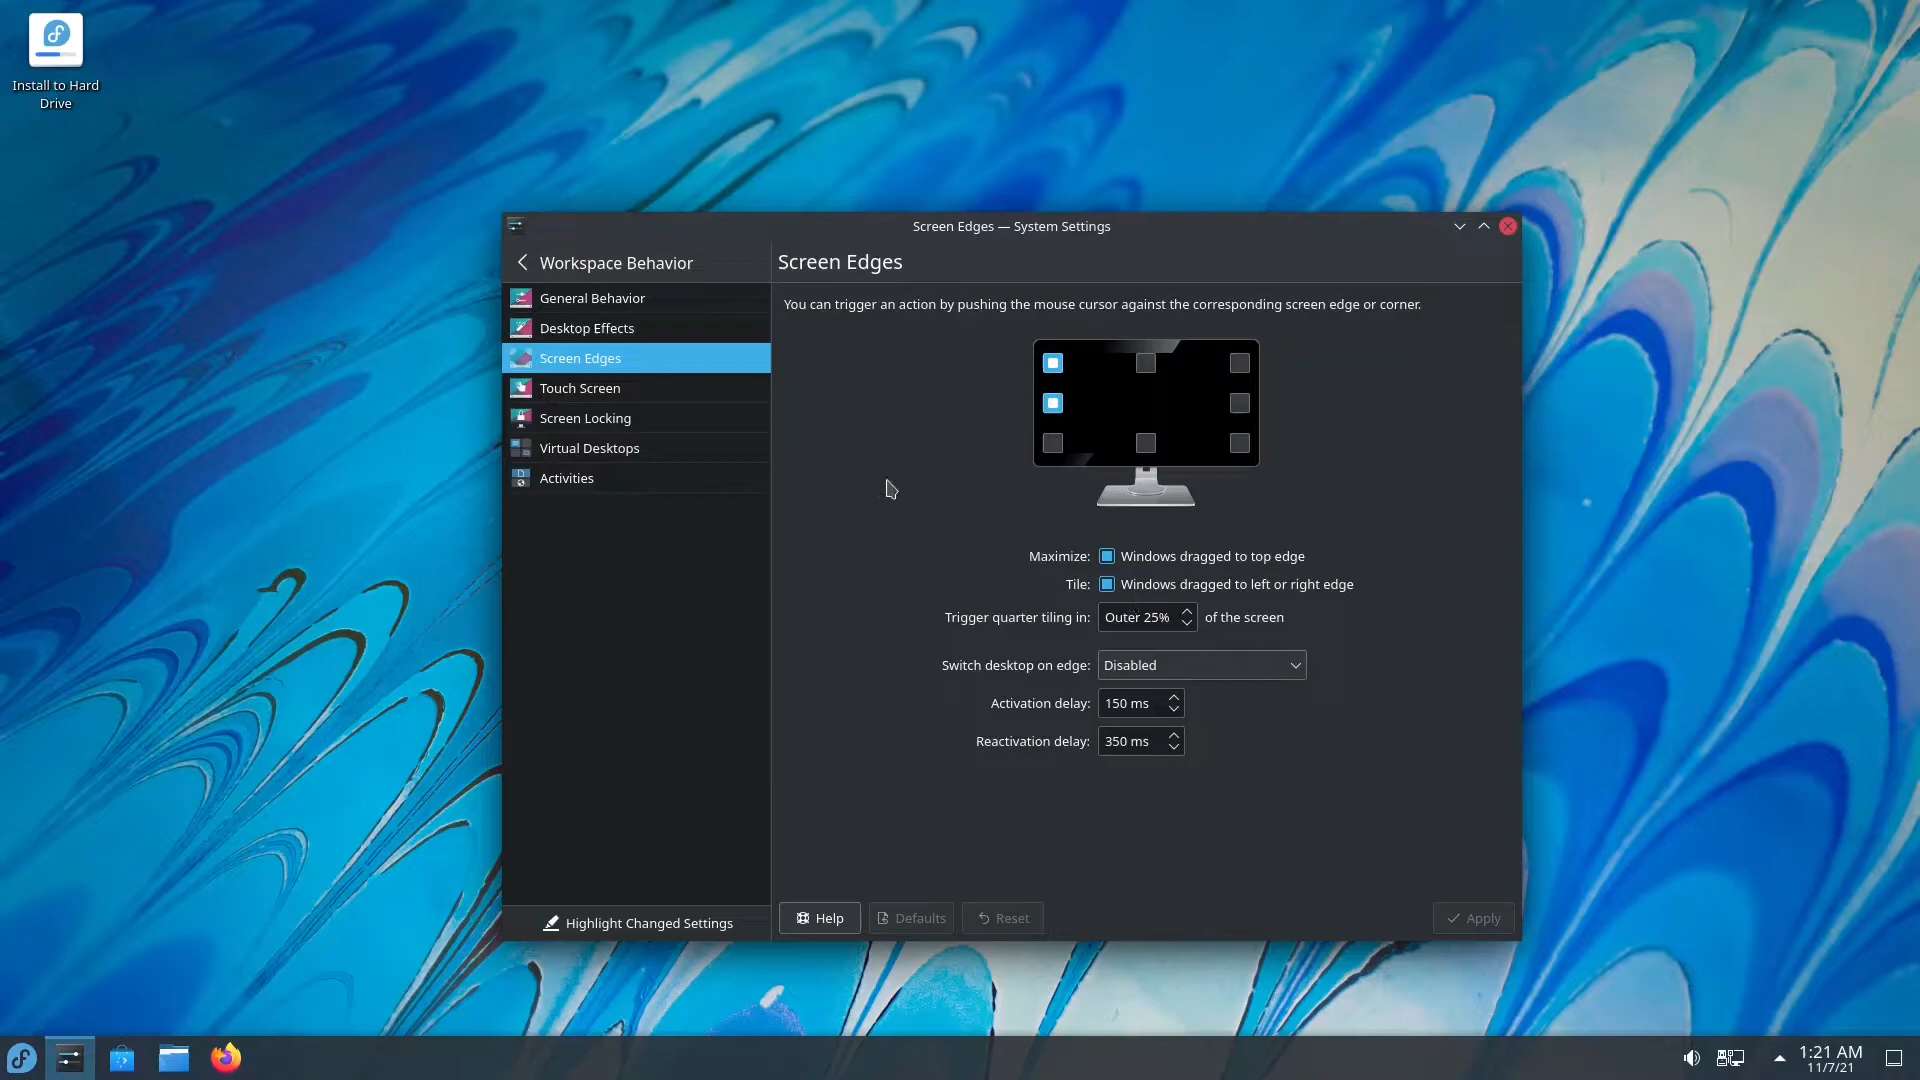 Install to Hard
Drive
Screen Edges — System Settings
Workspace Behavior
Screen Edges
General Behavior
Desktop Effects
Screen Edges
Touch Screen
Screen Locking
Virtual Desktops
Activities
You can trigger an action by pushing the mouse cursor against the corresponding screen edge or corner.
Maximize: Windows dragged to top edge
Tile: Windows dragged to left or right edge
Trigger quarter tiling in: Outer 25% of the screen
Switch desktop on edge: Disabled
Activation delay: 150 ms
Reactivation delay: 350 ms
Highlight Changed Settings
Help Defaults Reset Apply
1:21 AM
11/7/21